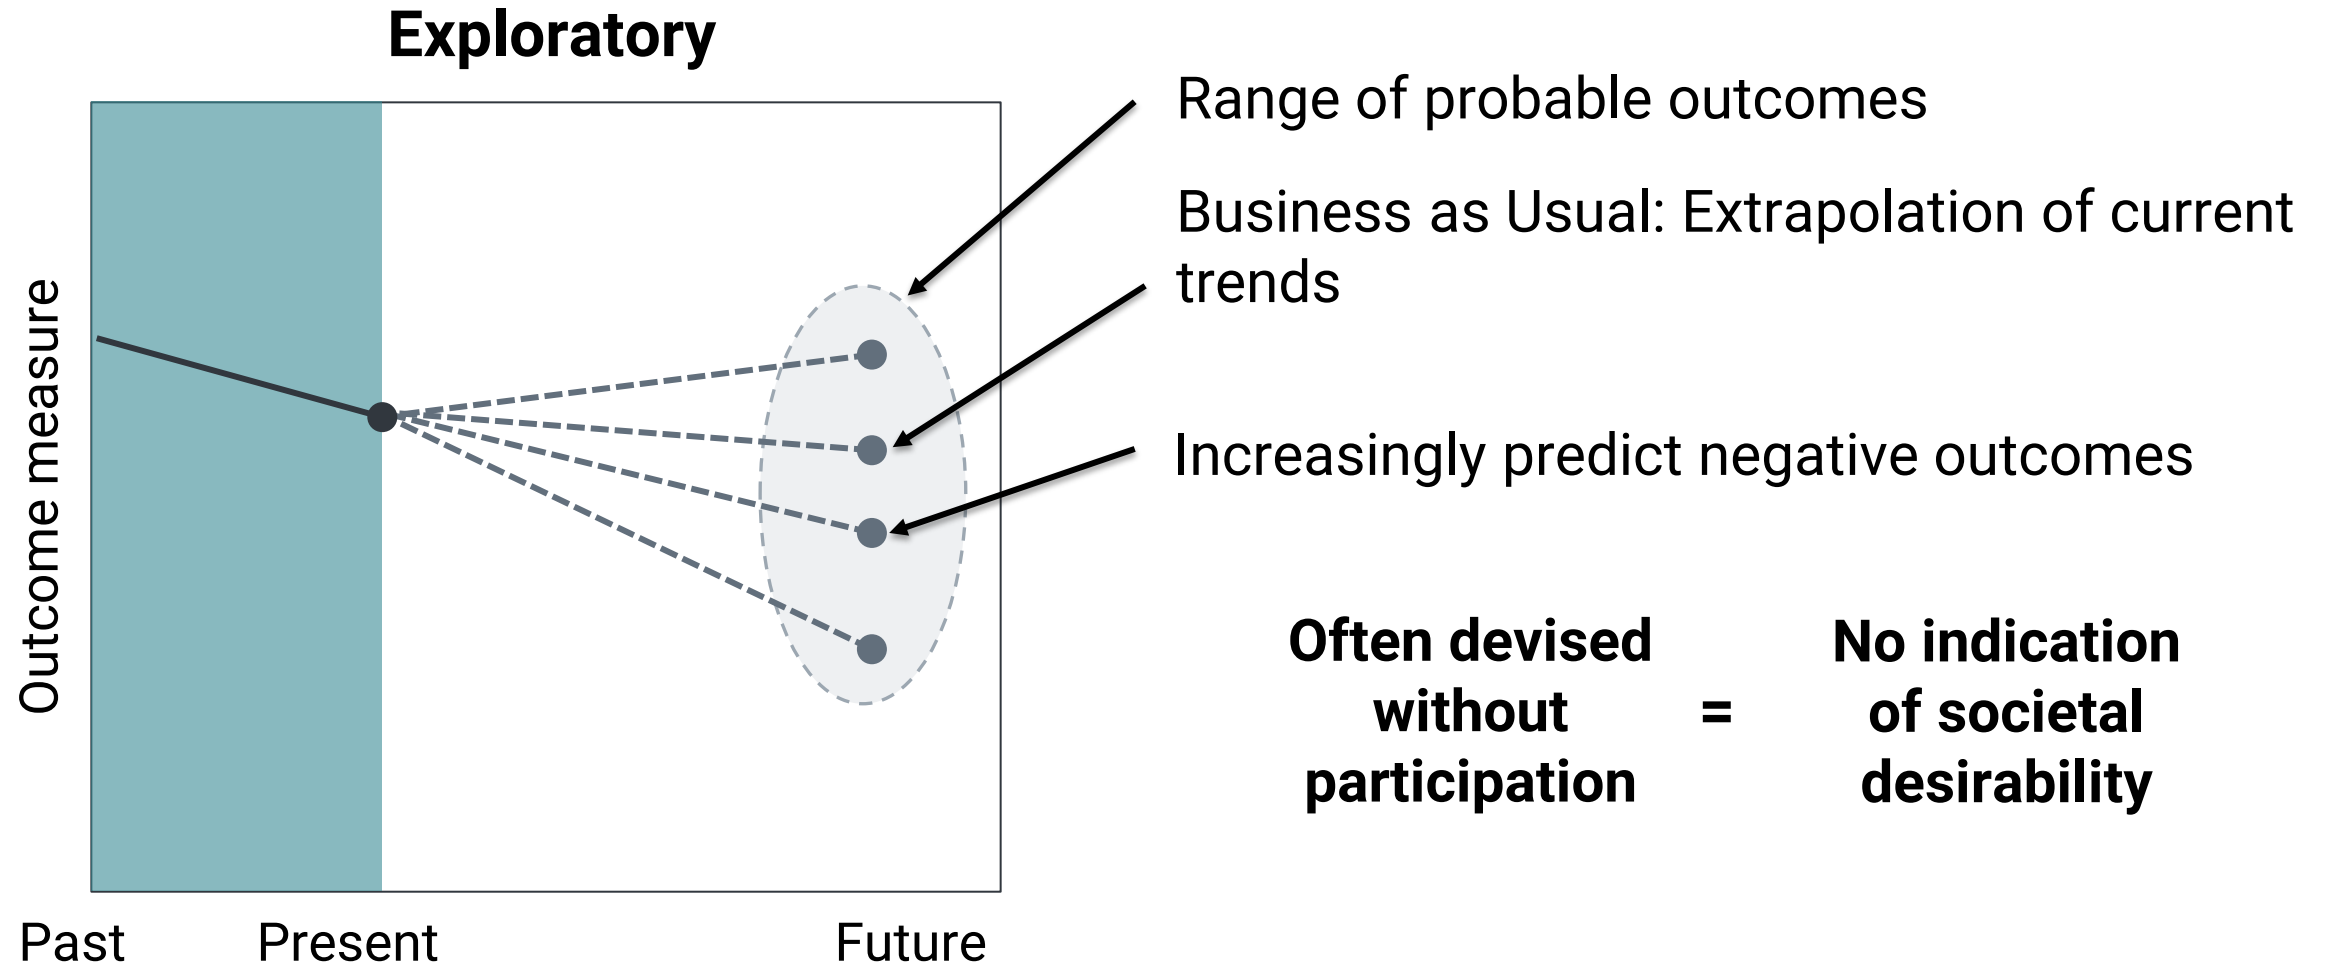 Exploratory
Range of probable outcomes
Business as Usual: Extrapolation of current
trends
Increasingly predict negative outcomes
Outcome measure
Often devised
without
participation
=
No indication
of societal
desirability
Past
Present
Future